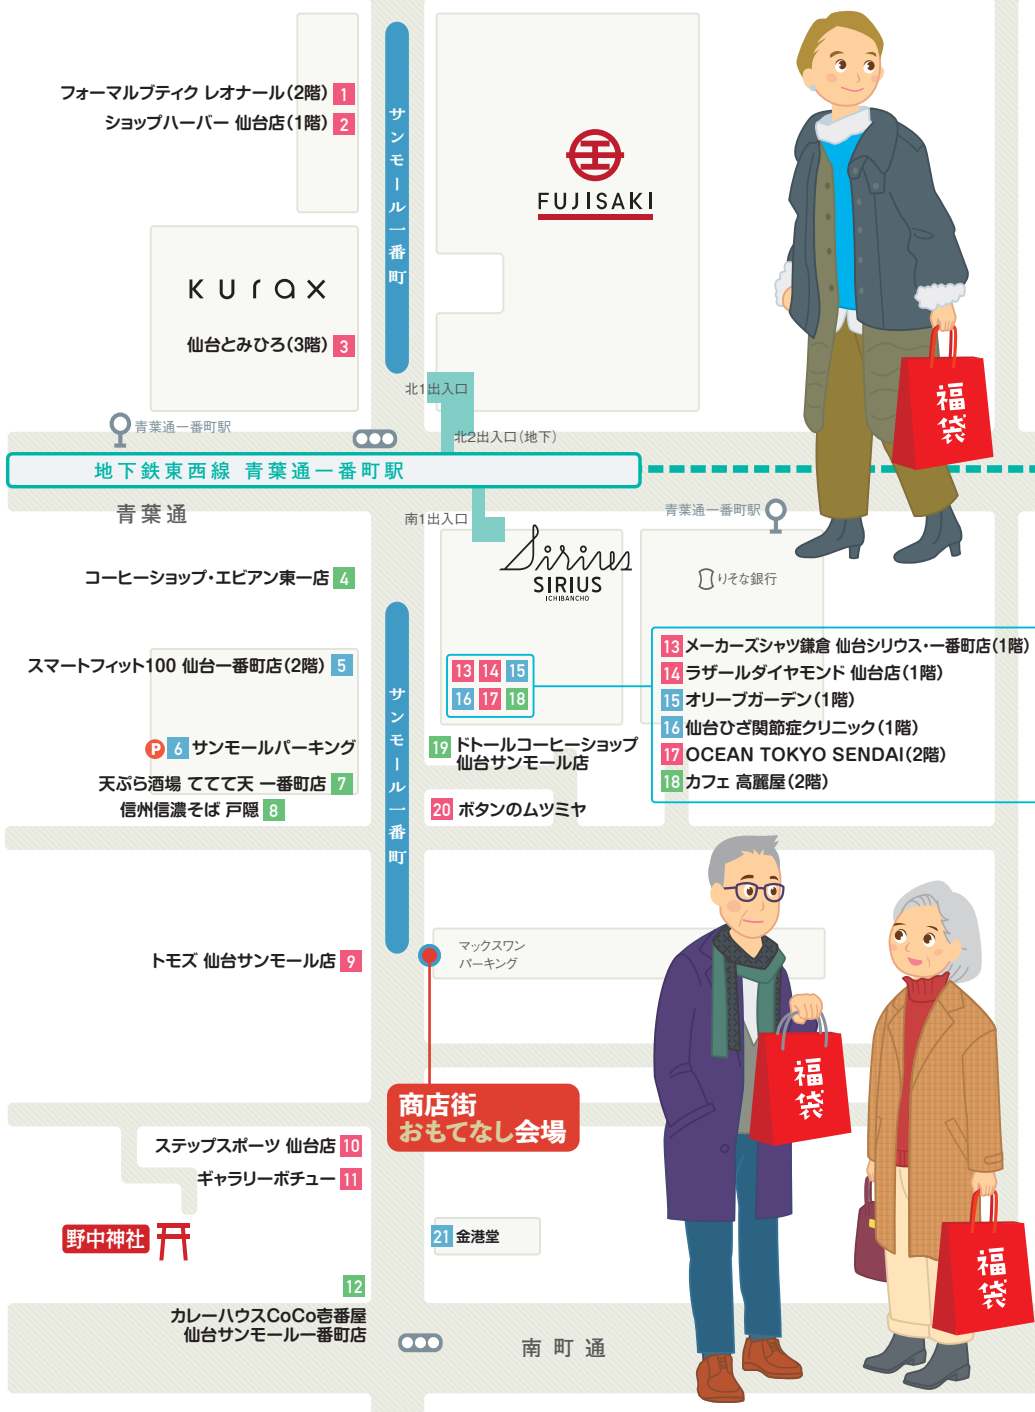 フォーマルブティク レオナール（2階） 1
ショップハーバー 仙台店（1階） 2
サンモール一番町
FUJISAKI
kurax
仙台とみひろ（3階） 3
福袋
北1出入口
青葉通一番町駅
北2出入口（地下）
地下鉄東西線 青葉通一番町駅
青葉通
南1出入口
青葉通一番町駅
Sirius
SIRIUS
ICHIBANCHO
りそな銀行
コーヒーショップ・エビアン東一店 4
スマートフィット100 仙台一番町店（2階） 5
P 6 サンモールパーキング
天ぷら酒場 ててて天 一番町店 7
信州信濃そば 戸隠 8
サンモール一番町
13 14 15
16 17 18
13 メーカーズシャツ鎌倉 仙台シリウス・一番町店（1階）
14 ラザールダイヤモンド 仙台店（1階）
15 オリーブガーデン（1階）
16 仙台ひざ関節症クリニック（1階）
17 OCEAN TOKYO SENDAI（2階）
18 カフェ 高麗屋（2階）
19 ドトールコーヒーショップ
仙台サンモール店
20 ボタンのムツミヤ
トモズ 仙台サンモール店 9
マックスワン
パーキング
商店街
おもてなし会場
福袋
ステップスポーツ 仙台店 10
ギャラリーボチュー 11
野中神社
21 金港堂
福袋
12
カレーハウスCoCo壱番屋
仙台サンモール一番町店
南町通